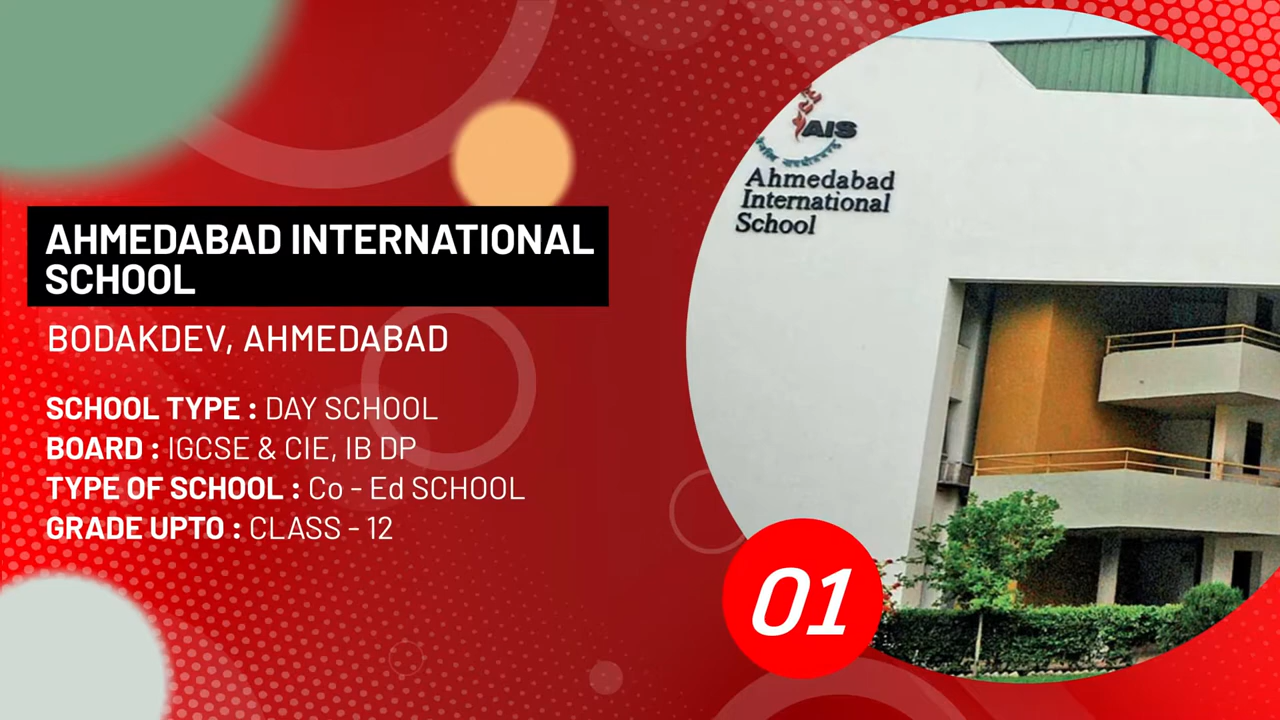 AHMEDABAD INTERNATIONAL
SCHOOL
BODAKDEV, AHMEDABAD
SCHOOL TYPE : DAY SCHOOL
BOARD : IGCSE & CIE, IB DP
TYPE OF SCHOOL : Co - Ed SCHOOL
GRADE UPTO : CLASS - 12
AIS
Ahmedabad
International
School
01